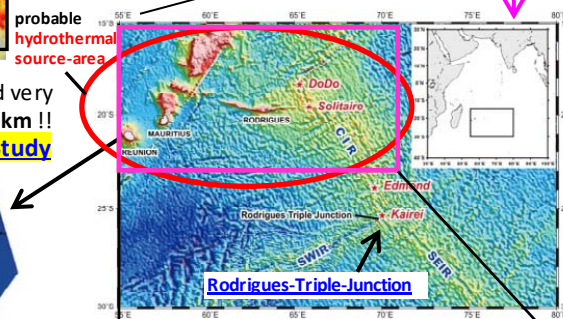 probable
hydrothermal
source-area
d very
km !!
tudy
55°E 60°E 65°E 70°E 75°E 80°
15°S
20°S
25°S
30°S
DoDo
Solitaire
RODRIGUES
MAURITIUS
REUNION
CIR
Edmond
Rodrigues Triple Junction
Kairei
SWIR
SEIR
Rodrigues-Triple-Junction